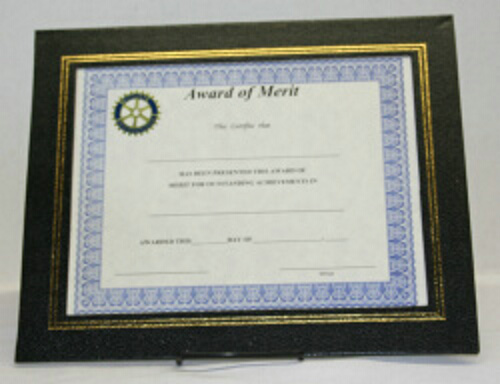 Award of Merit
This Certifies that
HAS BEEN PRESENTED THIS AWARD OF
MERIT FOR OUTSTANDING ACHIEVEMENTS IN
AWARDED THIS DAY OF